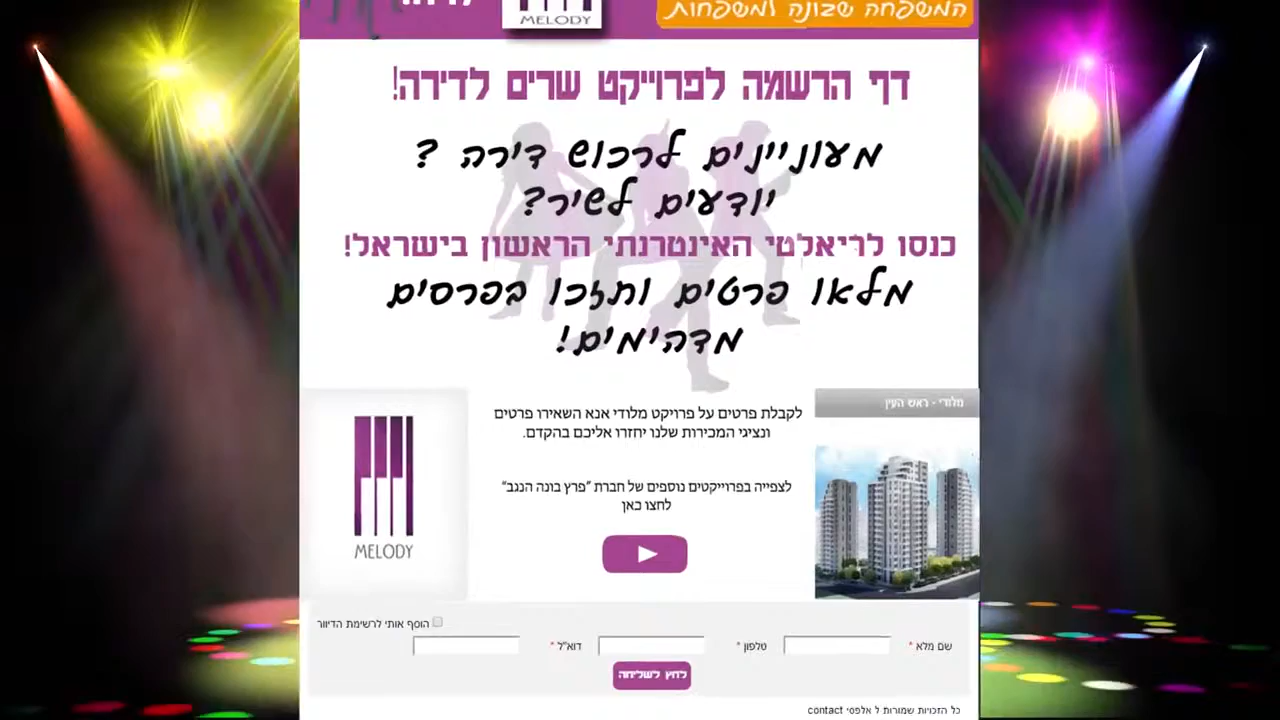 MELODY
המשפחה שבונה למשפחות
דף הרשמה לפרוייקט שרים לדירה!
מעוניינים לרכוש דירה ?
יודעים לשיר?
כנסו לריאלטי האינטרנתי הראשון בישראל!
מלאו פרטים ותזכו בפרסים
מדהימים!
מלודי - ראש העין
לקבלת פרטים על פרויקט מלודי אנא השאירו פרטים
ונציגי המכירות שלנו יחזרו אליכם בהקדם.
לצפייה בפרוייקטים נוספים של חברת "פרץ בונה הנגב"
לחצו כאן
MELODY
הוסף אותי לרשימת הדיוור
שם מלא * טלפון * דוא"ל *
לחץ לשליחה
כל הזכויות שמורות ל אלפסי contact